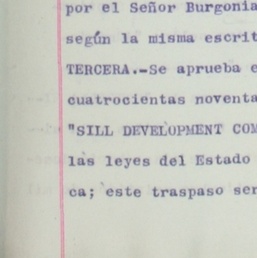 por el Señor Burgonia
según la misma escrit
TERCERA.-Se aprueba e
cuatrocientas noventa
"SILL DEVELOPMENT COM
las leyes del Estado
ca; este traspaso ser